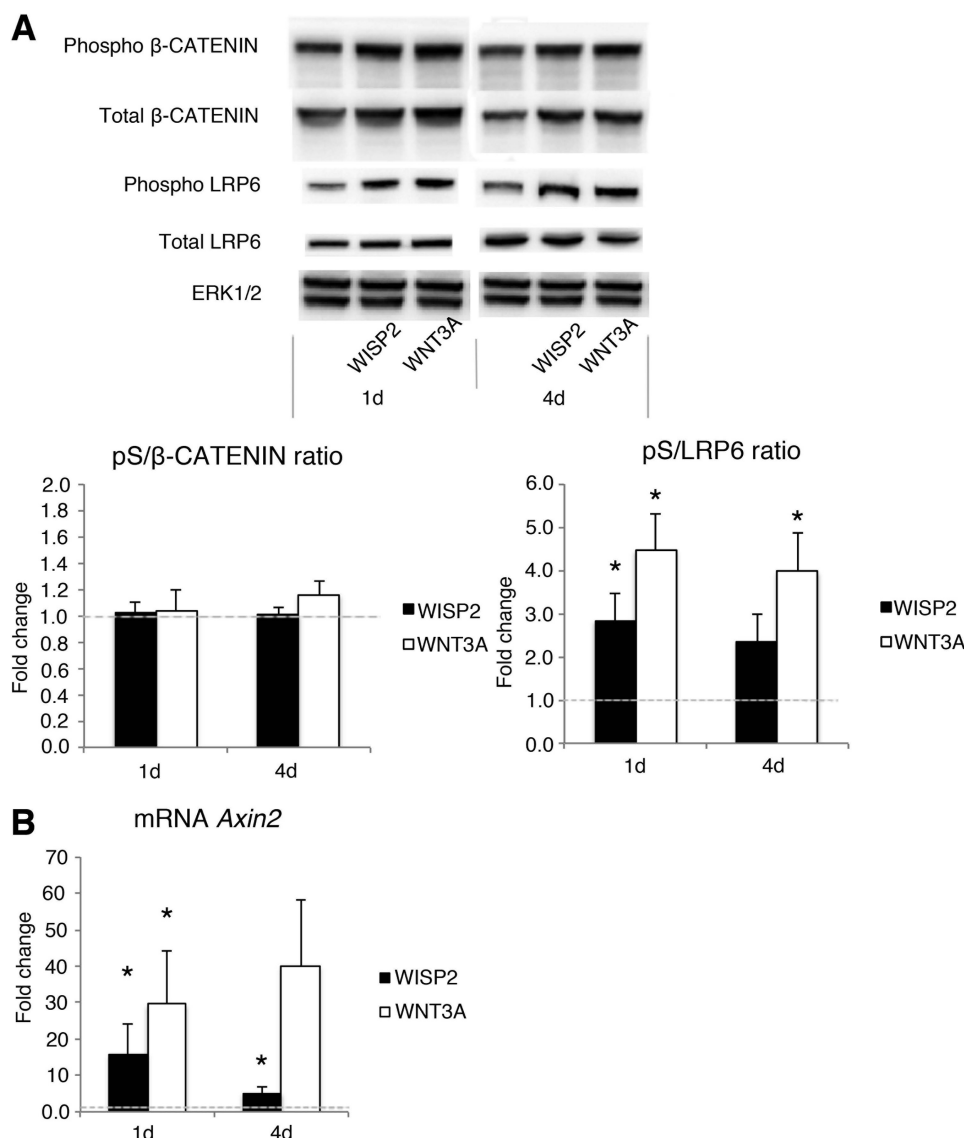 A
Phospho β-CATENIN
Total β-CATENIN
Phospho LRP6
Total LRP6
ERK1/2
WISP2 WNT3A WISP2 WNT3A
1d 4d
pS/β-CATENIN ratio
Fold change
2.0
1.8
1.6
1.4
1.2
1.0
0.8
0.6
0.4
0.2
0.0
1d 4d
WISP2
WNT3A
pS/LRP6 ratio
Fold change
6.0
5.0
4.0
3.0
2.0
1.0
0.0
* * *
*
1d 4d
WISP2
WNT3A
B
mRNA Axin2
Fold change
70
60
50
40
30
20
10
0.0
* * *
1d 4d
WISP2
WNT3A